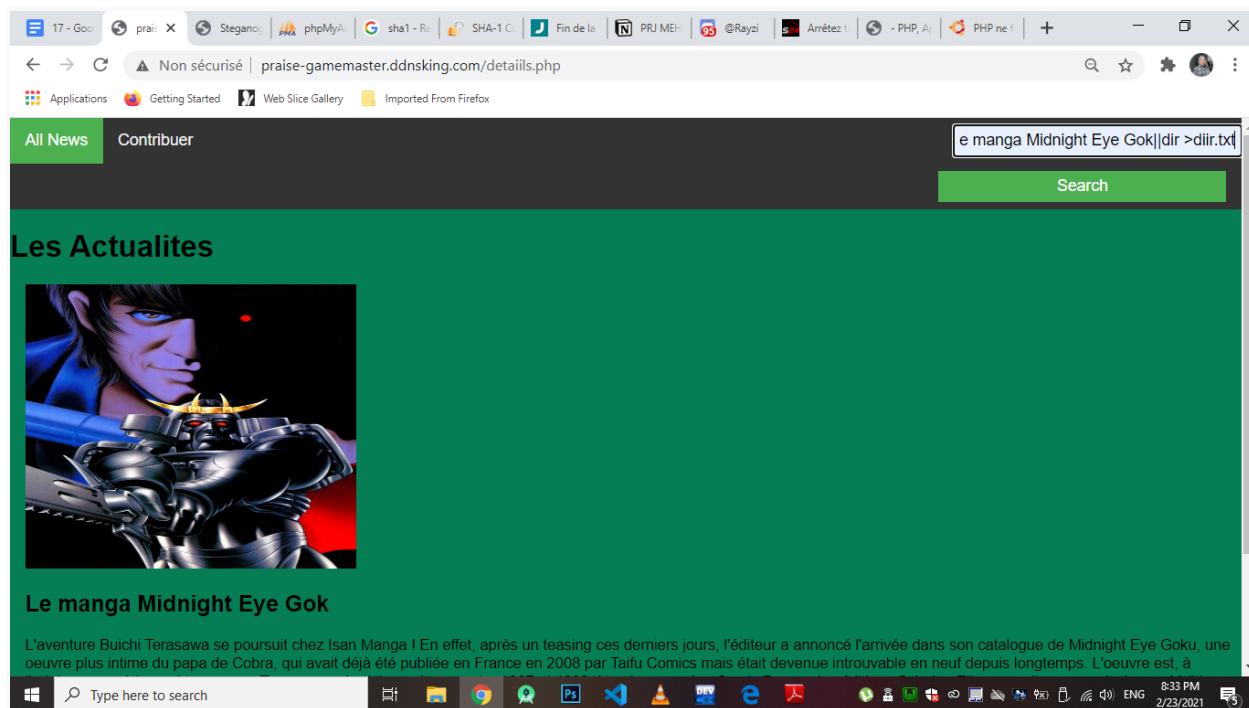 17 - Goo
prais
Steganog
phpMyA
sha1 - Re
SHA-1 C
Fin de la
PRJ MEH
@Rayzi
Arrêtez t
- PHP, A
PHP ne f
Non sécurisé | praise-gamemaster.ddnsking.com/detaiils.php
Applications Getting Started Web Slice Gallery Imported From Firefox
All News Contribuer e manga Midnight Eye Gok||dir >diir.txt
Search
Les Actualites
Le manga Midnight Eye Gok
L'aventure Buichi Terasawa se poursuit chez Isan Manga ! En effet, après un teasing ces derniers jours, l'éditeur a annoncé l'arrivée dans son catalogue de Midnight Eye Goku, une
oeuvre plus intime du papa de Cobra, qui avait déjà été publiée en France en 2008 par Taifu Comics mais était devenue introuvable en neuf depuis longtemps. L'oeuvre est, à
Type here to search
Ps
DEV
ENG
8:33 PM
2/23/2021
5